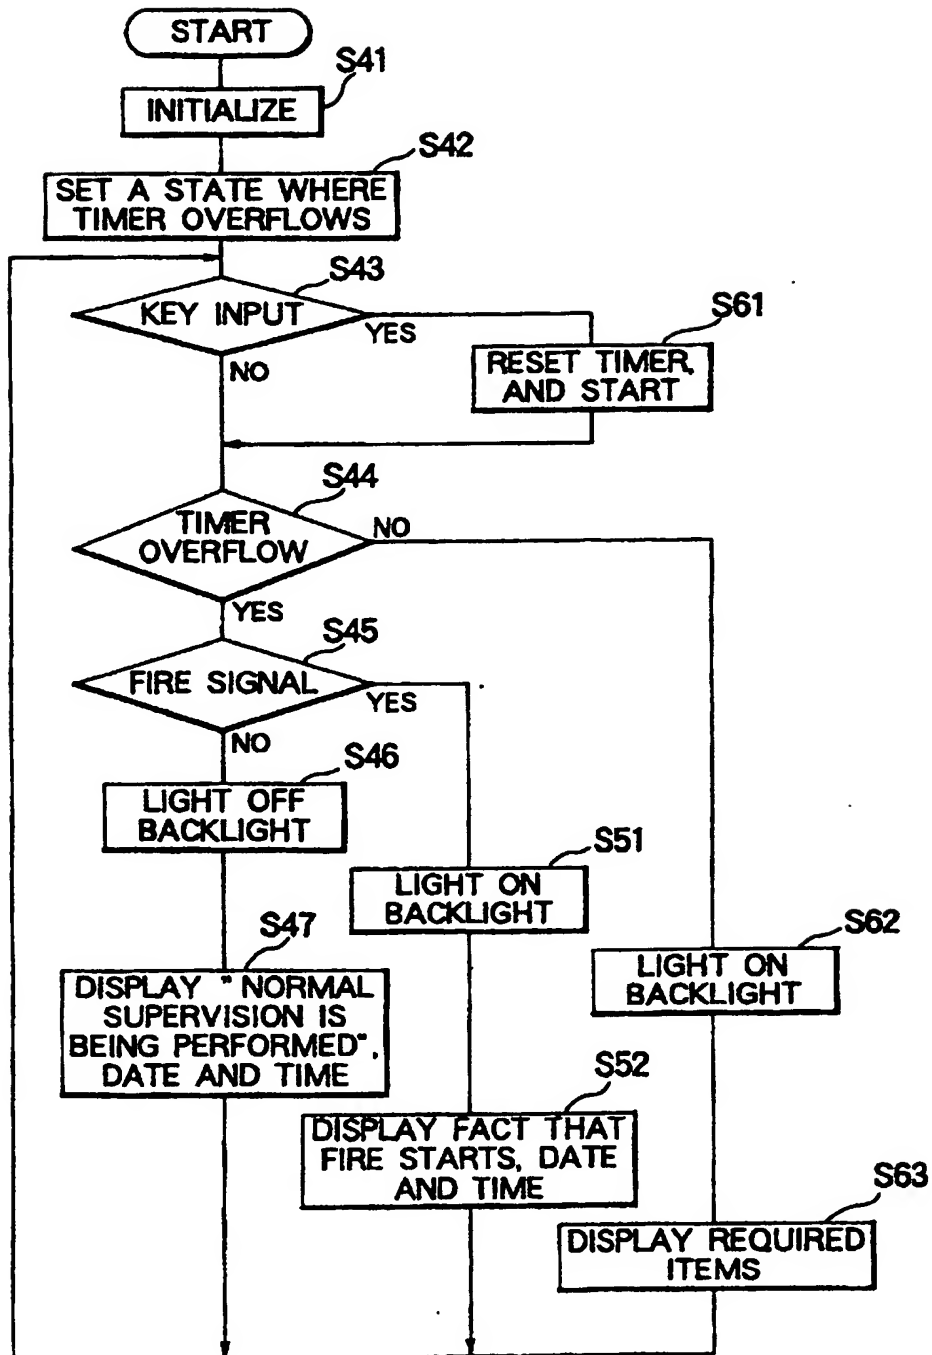 START
S41
INITIALIZE
S42
SET A STATE WHERE
TIMER OVERFLOWS
S43
KEY INPUT
YES
NO
S61
RESET TIMER,
AND START
S44
TIMER
OVERFLOW
NO
YES
S45
FIRE SIGNAL
YES
NO
S46
LIGHT OFF
BACKLIGHT
S51
LIGHT ON
BACKLIGHT
S47
DISPLAY "NORMAL
SUPERVISION IS
BEING PERFORMED",
DATE AND TIME
S62
LIGHT ON
BACKLIGHT
S52
DISPLAY FACT THAT
FIRE STARTS, DATE
AND TIME
S63
DISPLAY REQUIRED
ITEMS